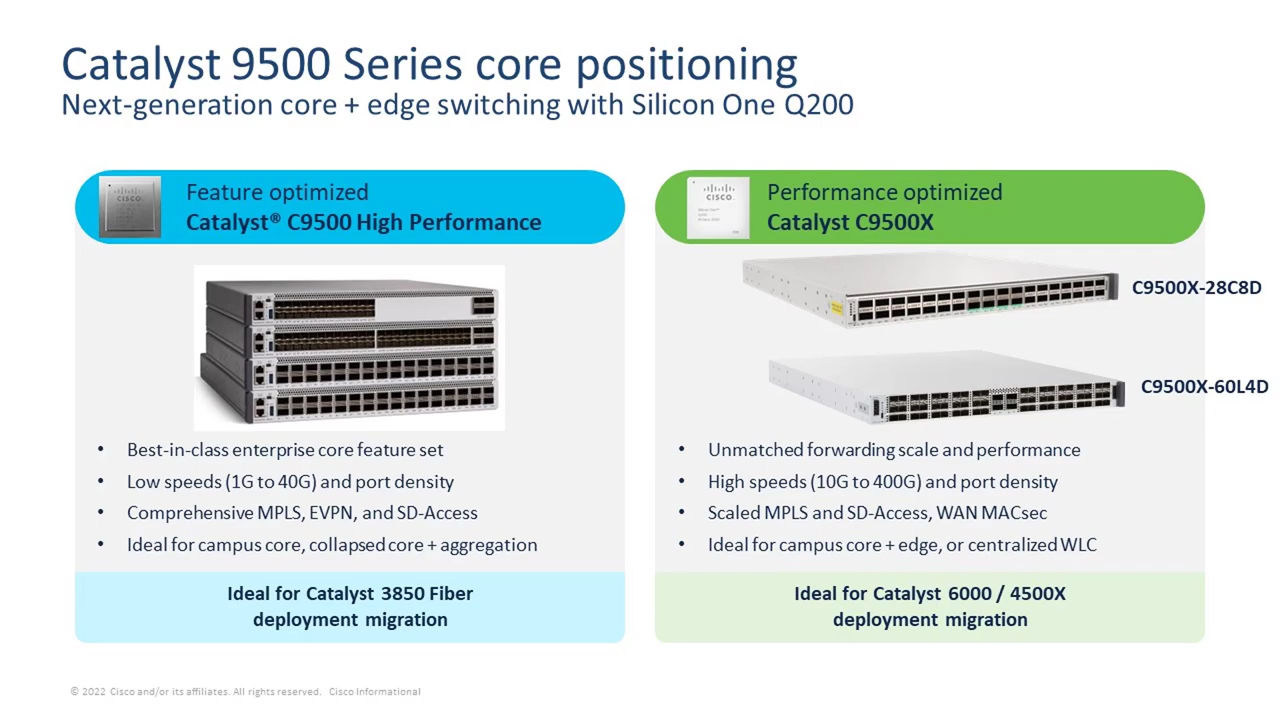 Catalyst 9500 Series core positioning
Next-generation core + edge switching with Silicon One Q200
CISCO
Feature optimized
Catalyst® C9500 High Performance
• Best-in-class enterprise core feature set
• Low speeds (1G to 40G) and port density
• Comprehensive MPLS, EVPN, and SD-Access
• Ideal for campus core, collapsed core + aggregation
Ideal for Catalyst 3850 Fiber
deployment migration
CISCO
Performance optimized
Catalyst C9500X
C9500X-28C8D
C9500X-60L4D
• Unmatched forwarding scale and performance
• High speeds (10G to 400G) and port density
• Scaled MPLS and SD-Access, WAN MACsec
• Ideal for campus core + edge, or centralized WLC
Ideal for Catalyst 6000 / 4500X
deployment migration
© 2022 Cisco and/or its affiliates. All rights reserved. Cisco Informational